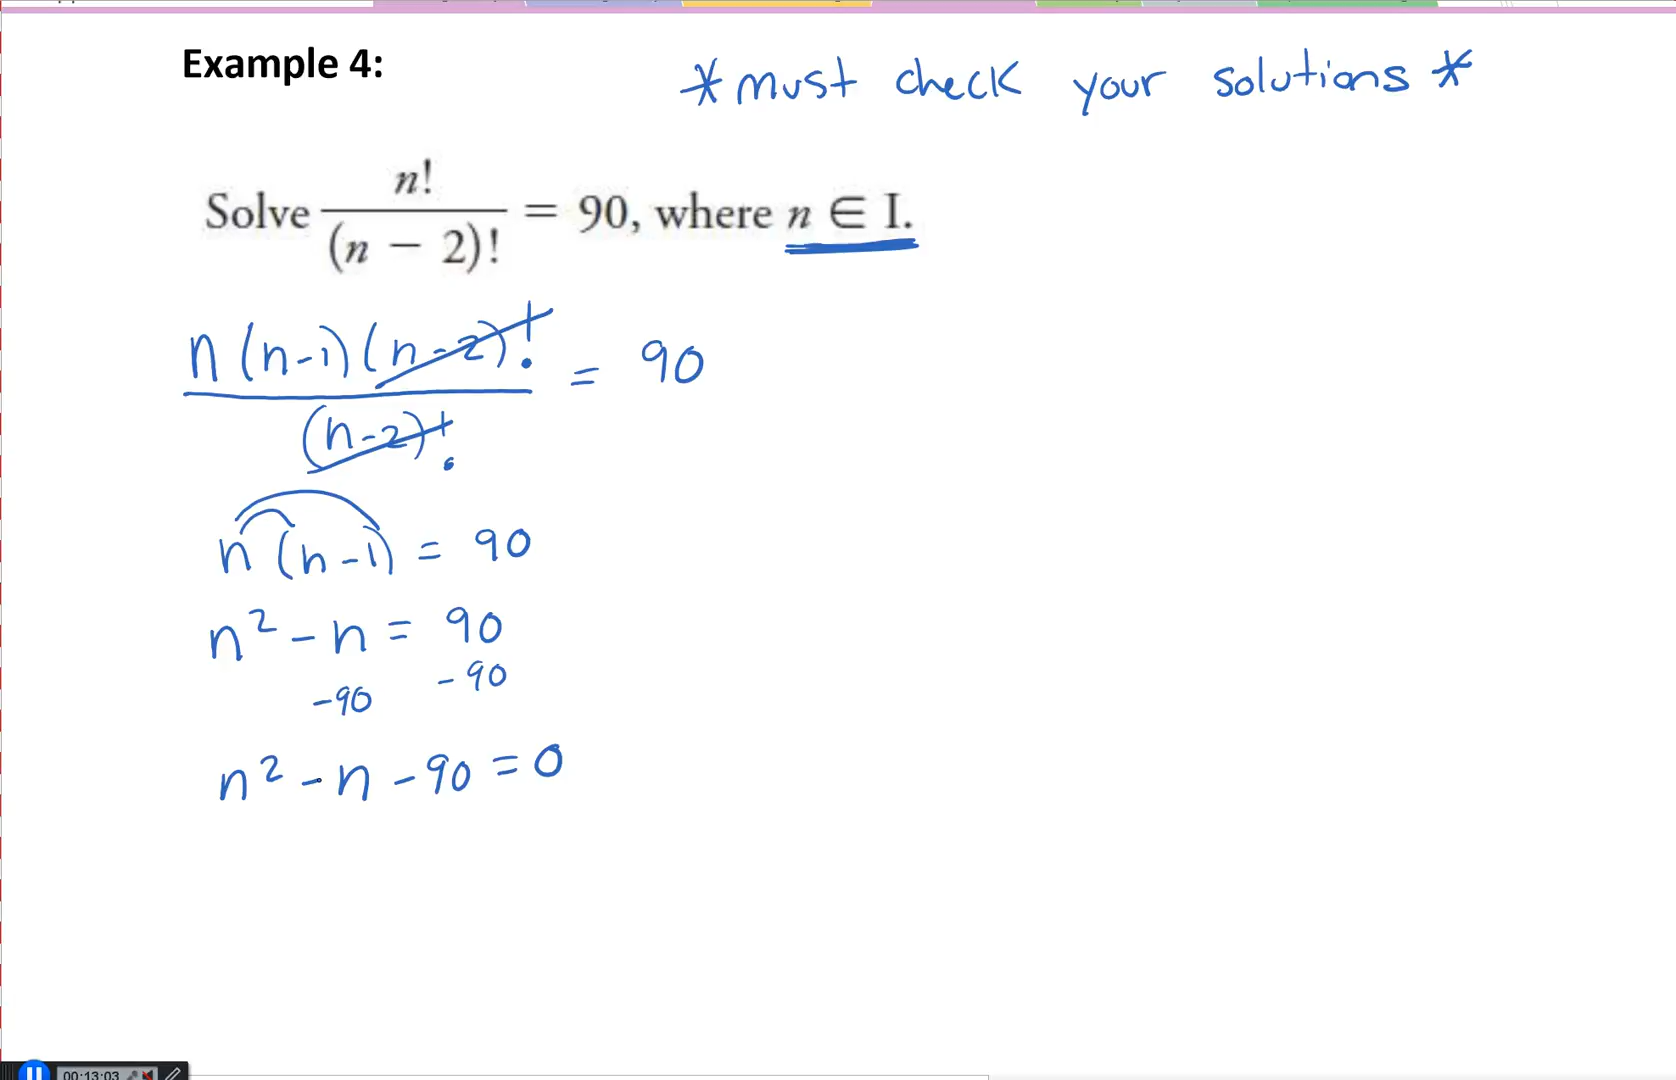 Example 4:
*must check your solutions*
Solve n!/(n − 2)! = 90, where n ∈ I.
n(n-1)(n-2)!/(n-2)! = 90
n(n-1) = 90
n² - n = 90
-90 -90
n² - n - 90 = 0
00:13:03